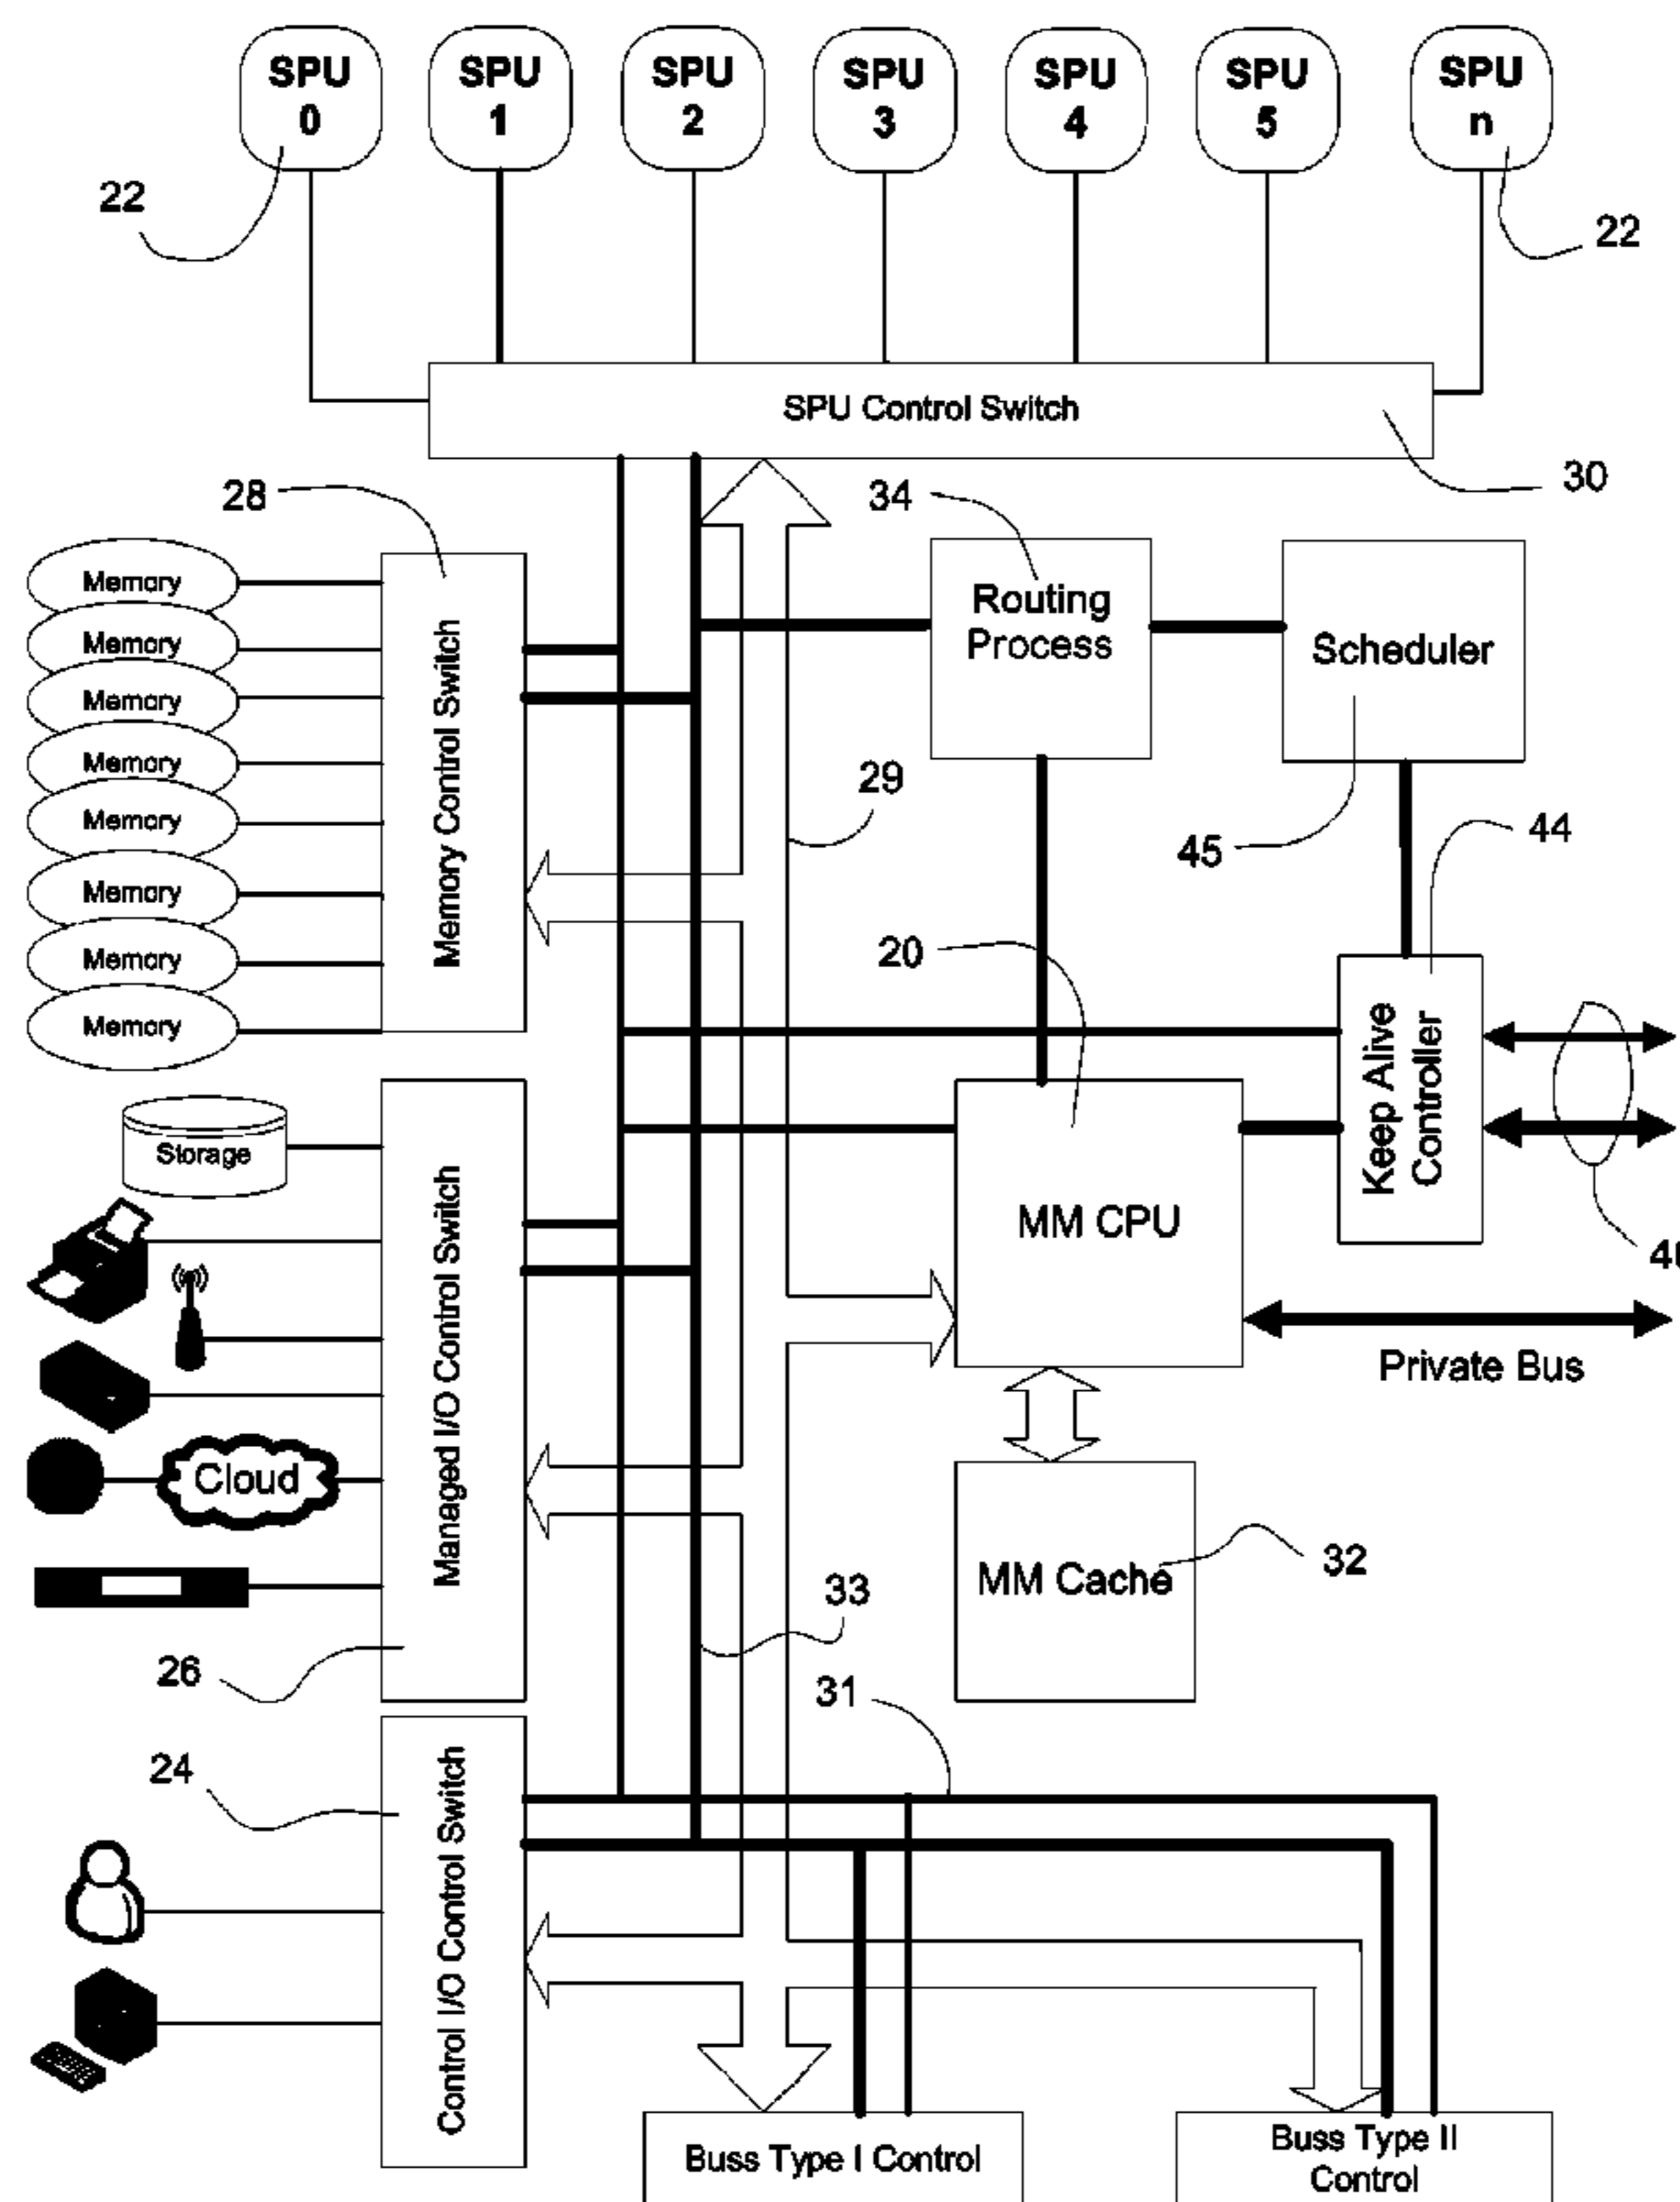 SPU
0
SPU
1
SPU
2
SPU
3
SPU
4
SPU
5
SPU
n
22
22
SPU Control Switch
30
28
34
Memory
Memory
Memory
Memory
Memory
Memory
Memory
Memory
Memory Control Switch
Routing
Process
Scheduler
29
45
44
20
Keep Alive
Controller
Storage
Managed I/O Control Switch
MM CPU
Private Bus
Cloud
MM Cache
32
33
26
31
24
Control I/O Control Switch
Buss Type I Control
Buss Type II
Control